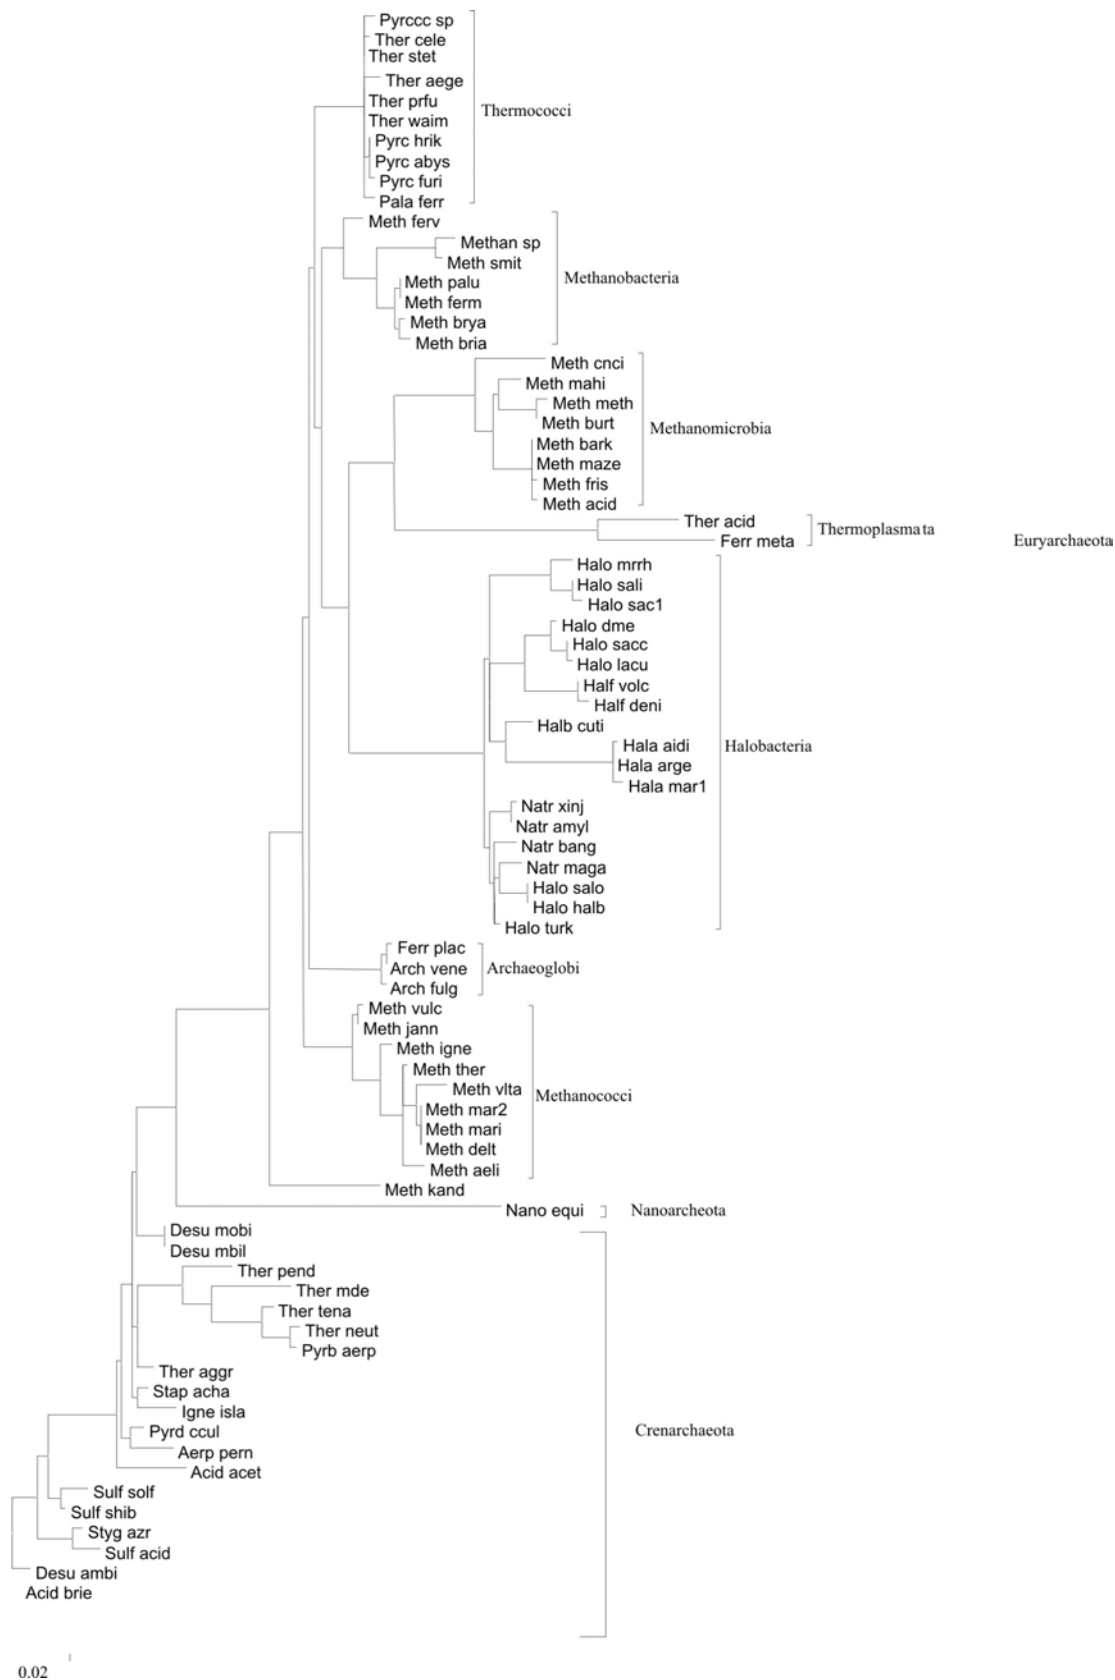 Pyrccc sp
Ther cele
Ther stet
Ther aege
Ther prfu
Thermococci
Ther waim
Pyrc hrik
Pyrc abys
Pyrc furi
Pala ferr
Meth ferv
Methan sp
Meth smit
Methanobacteria
Meth palu
Meth ferm
Meth brya
Meth bria
Meth cnci
Meth mahi
Meth meth
Meth burt
Methanomicrobia
Meth bark
Meth maze
Meth fris
Meth acid
Ther acid
Thermoplasmata
Ferr meta
Euryarchaeota
Halo mrrh
Halo sali
Halo sac1
Halo dme
Halo sacc
Halo lacu
Half volc
Half deni
Halb cuti
Hala aidi
Halobacteria
Hala arge
Hala mar1
Natr xinj
Natr amyl
Natr bang
Natr maga
Halo salo
Halo halb
Halo turk
Ferr plac
Arch vene
Archaeoglobi
Arch fulg
Meth vulc
Meth jann
Meth igne
Meth ther
Meth vlta
Methanococci
Meth mar2
Meth mari
Meth delt
Meth aeli
Meth kand
Nano equi
Nanoarcheota
Desu mobi
Desu mbil
Ther pend
Ther mde
Ther tena
Ther neut
Pyrb aerp
Ther aggr
Stap acha
Igne isla
Pyrd ccul
Crenarchaeota
Aerp pern
Acid acet
Sulf solf
Sulf shib
Styg azr
Sulf acid
Desu ambi
Acid brie
0.02